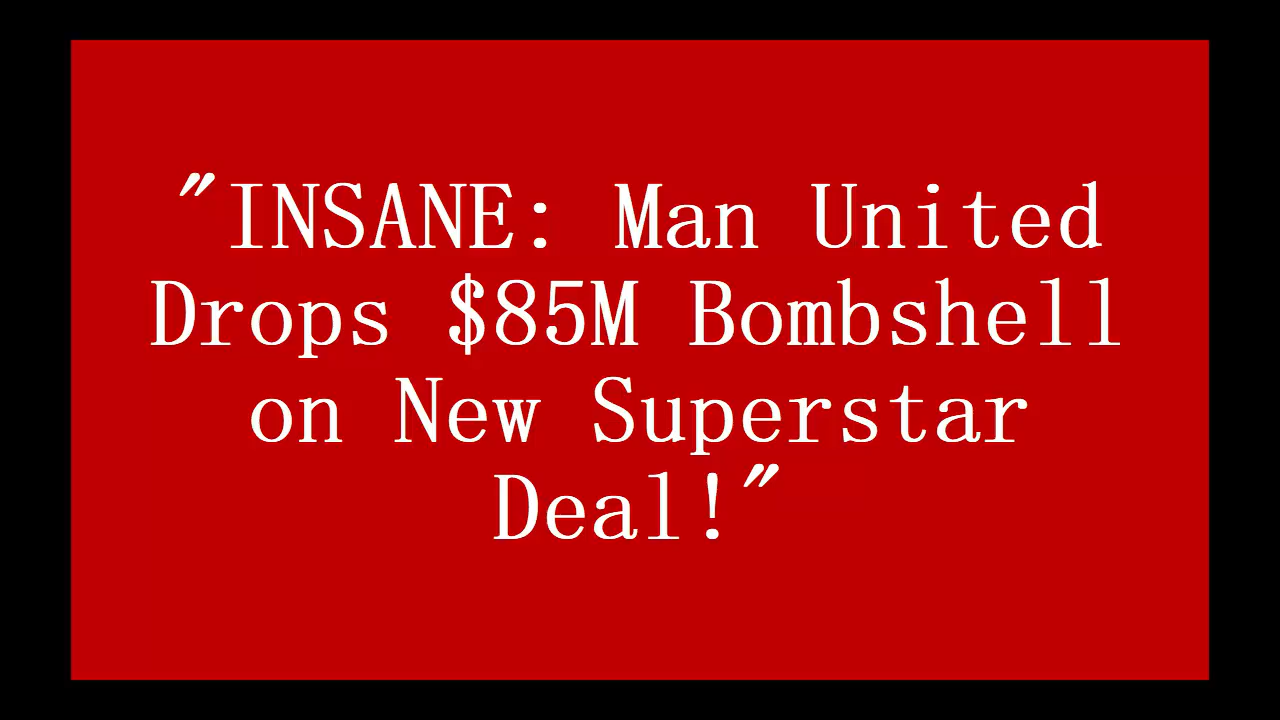 "INSANE: Man United
Drops $85M Bombshell
on New Superstar
Deal!"